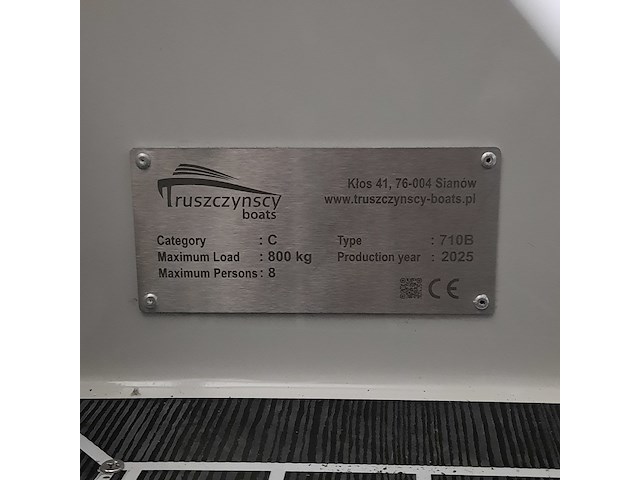 Truszczynscy
boats
Kłos 41, 76-004 Sianów
www.truszczynscy-boats.pl
Category : C
Maximum Load : 800 kg
Maximum Persons : 8
Type : 710B
Production year : 2025
CE